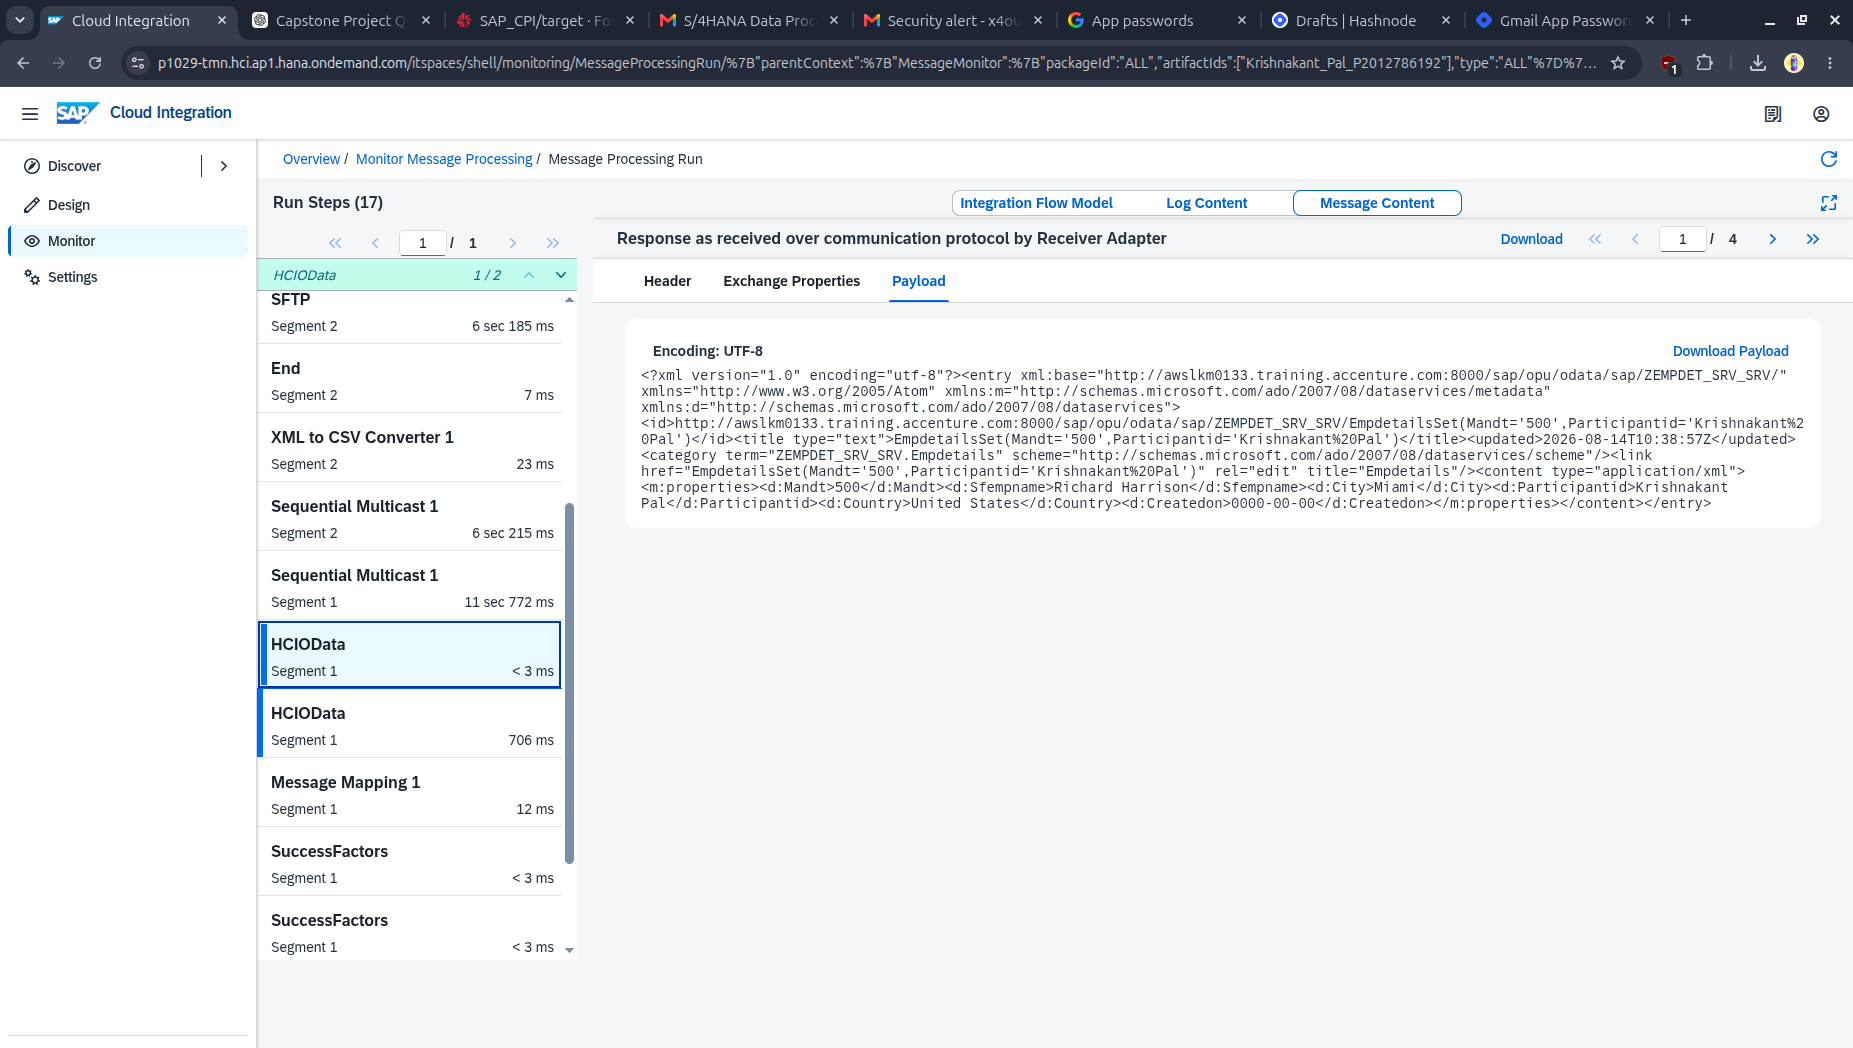 Cloud Integration
Capstone Project Q
SAP_CPI/target · Fo
S/4HANA Data Proc
Security alert - x4ou
App passwords
Drafts | Hashnode
Gmail App Password
p1029-tmn.hci.ap1.hana.ondemand.com/itspaces/shell/monitoring/MessageProcessingRun/%7B"parentContext":%7B"MessageMonitor":%7B"packageId":"ALL","artifactIds":["Krishnakant_Pal_P2012786192"],"type":"ALL"%7D%7...
1
SAP Cloud Integration
Discover
Design
Monitor
Settings
Overview / Monitor Message Processing / Message Processing Run
Run Steps (17)
Integration Flow Model
Log Content
Message Content
1 / 1
Response as received over communication protocol by Receiver Adapter
Download
1 / 4
HCIOData 1 / 2
Header
Exchange Properties
Payload
SFTP
Segment 2 6 sec 185 ms
End
Segment 2 7 ms
XML to CSV Converter 1
Segment 2 23 ms
Sequential Multicast 1
Segment 2 6 sec 215 ms
Sequential Multicast 1
Segment 1 11 sec 772 ms
HCIOData
Segment 1 < 3 ms
HCIOData
Segment 1 706 ms
Message Mapping 1
Segment 1 12 ms
SuccessFactors
Segment 1 < 3 ms
SuccessFactors
Segment 1 < 3 ms
Encoding: UTF-8
Download Payload
<?xml version="1.0" encoding="utf-8"?><entry xml:base="http://awslkm0133.training.accenture.com:8000/sap/opu/odata/sap/ZEMPDET_SRV_SRV/"
xmlns="http://www.w3.org/2005/Atom" xmlns:m="http://schemas.microsoft.com/ado/2007/08/dataservices/metadata"
xmlns:d="http://schemas.microsoft.com/ado/2007/08/dataservices">
<id>http://awslkm0133.training.accenture.com:8000/sap/opu/odata/sap/ZEMPDET_SRV_SRV/EmpdetailsSet(Mandt='500',Participantid='Krishnakant%2
0Pal')</id><title type="text">EmpdetailsSet(Mandt='500',Participantid='Krishnakant%20Pal')</title><updated>2026-08-14T10:38:57Z</updated>
<category term="ZEMPDET_SRV_SRV.Empdetails" scheme="http://schemas.microsoft.com/ado/2007/08/dataservices/scheme"/><link
href="EmpdetailsSet(Mandt='500',Participantid='Krishnakant%20Pal')" rel="edit" title="Empdetails"/><content type="application/xml">
<m:properties><d:Mandt>500</d:Mandt><d:Sfempname>Richard Harrison</d:Sfempname><d:City>Miami</d:City><d:Participantid>Krishnakant
Pal</d:Participantid><d:Country>United States</d:Country><d:Createdon>0000-00-00</d:Createdon></m:properties></content></entry>